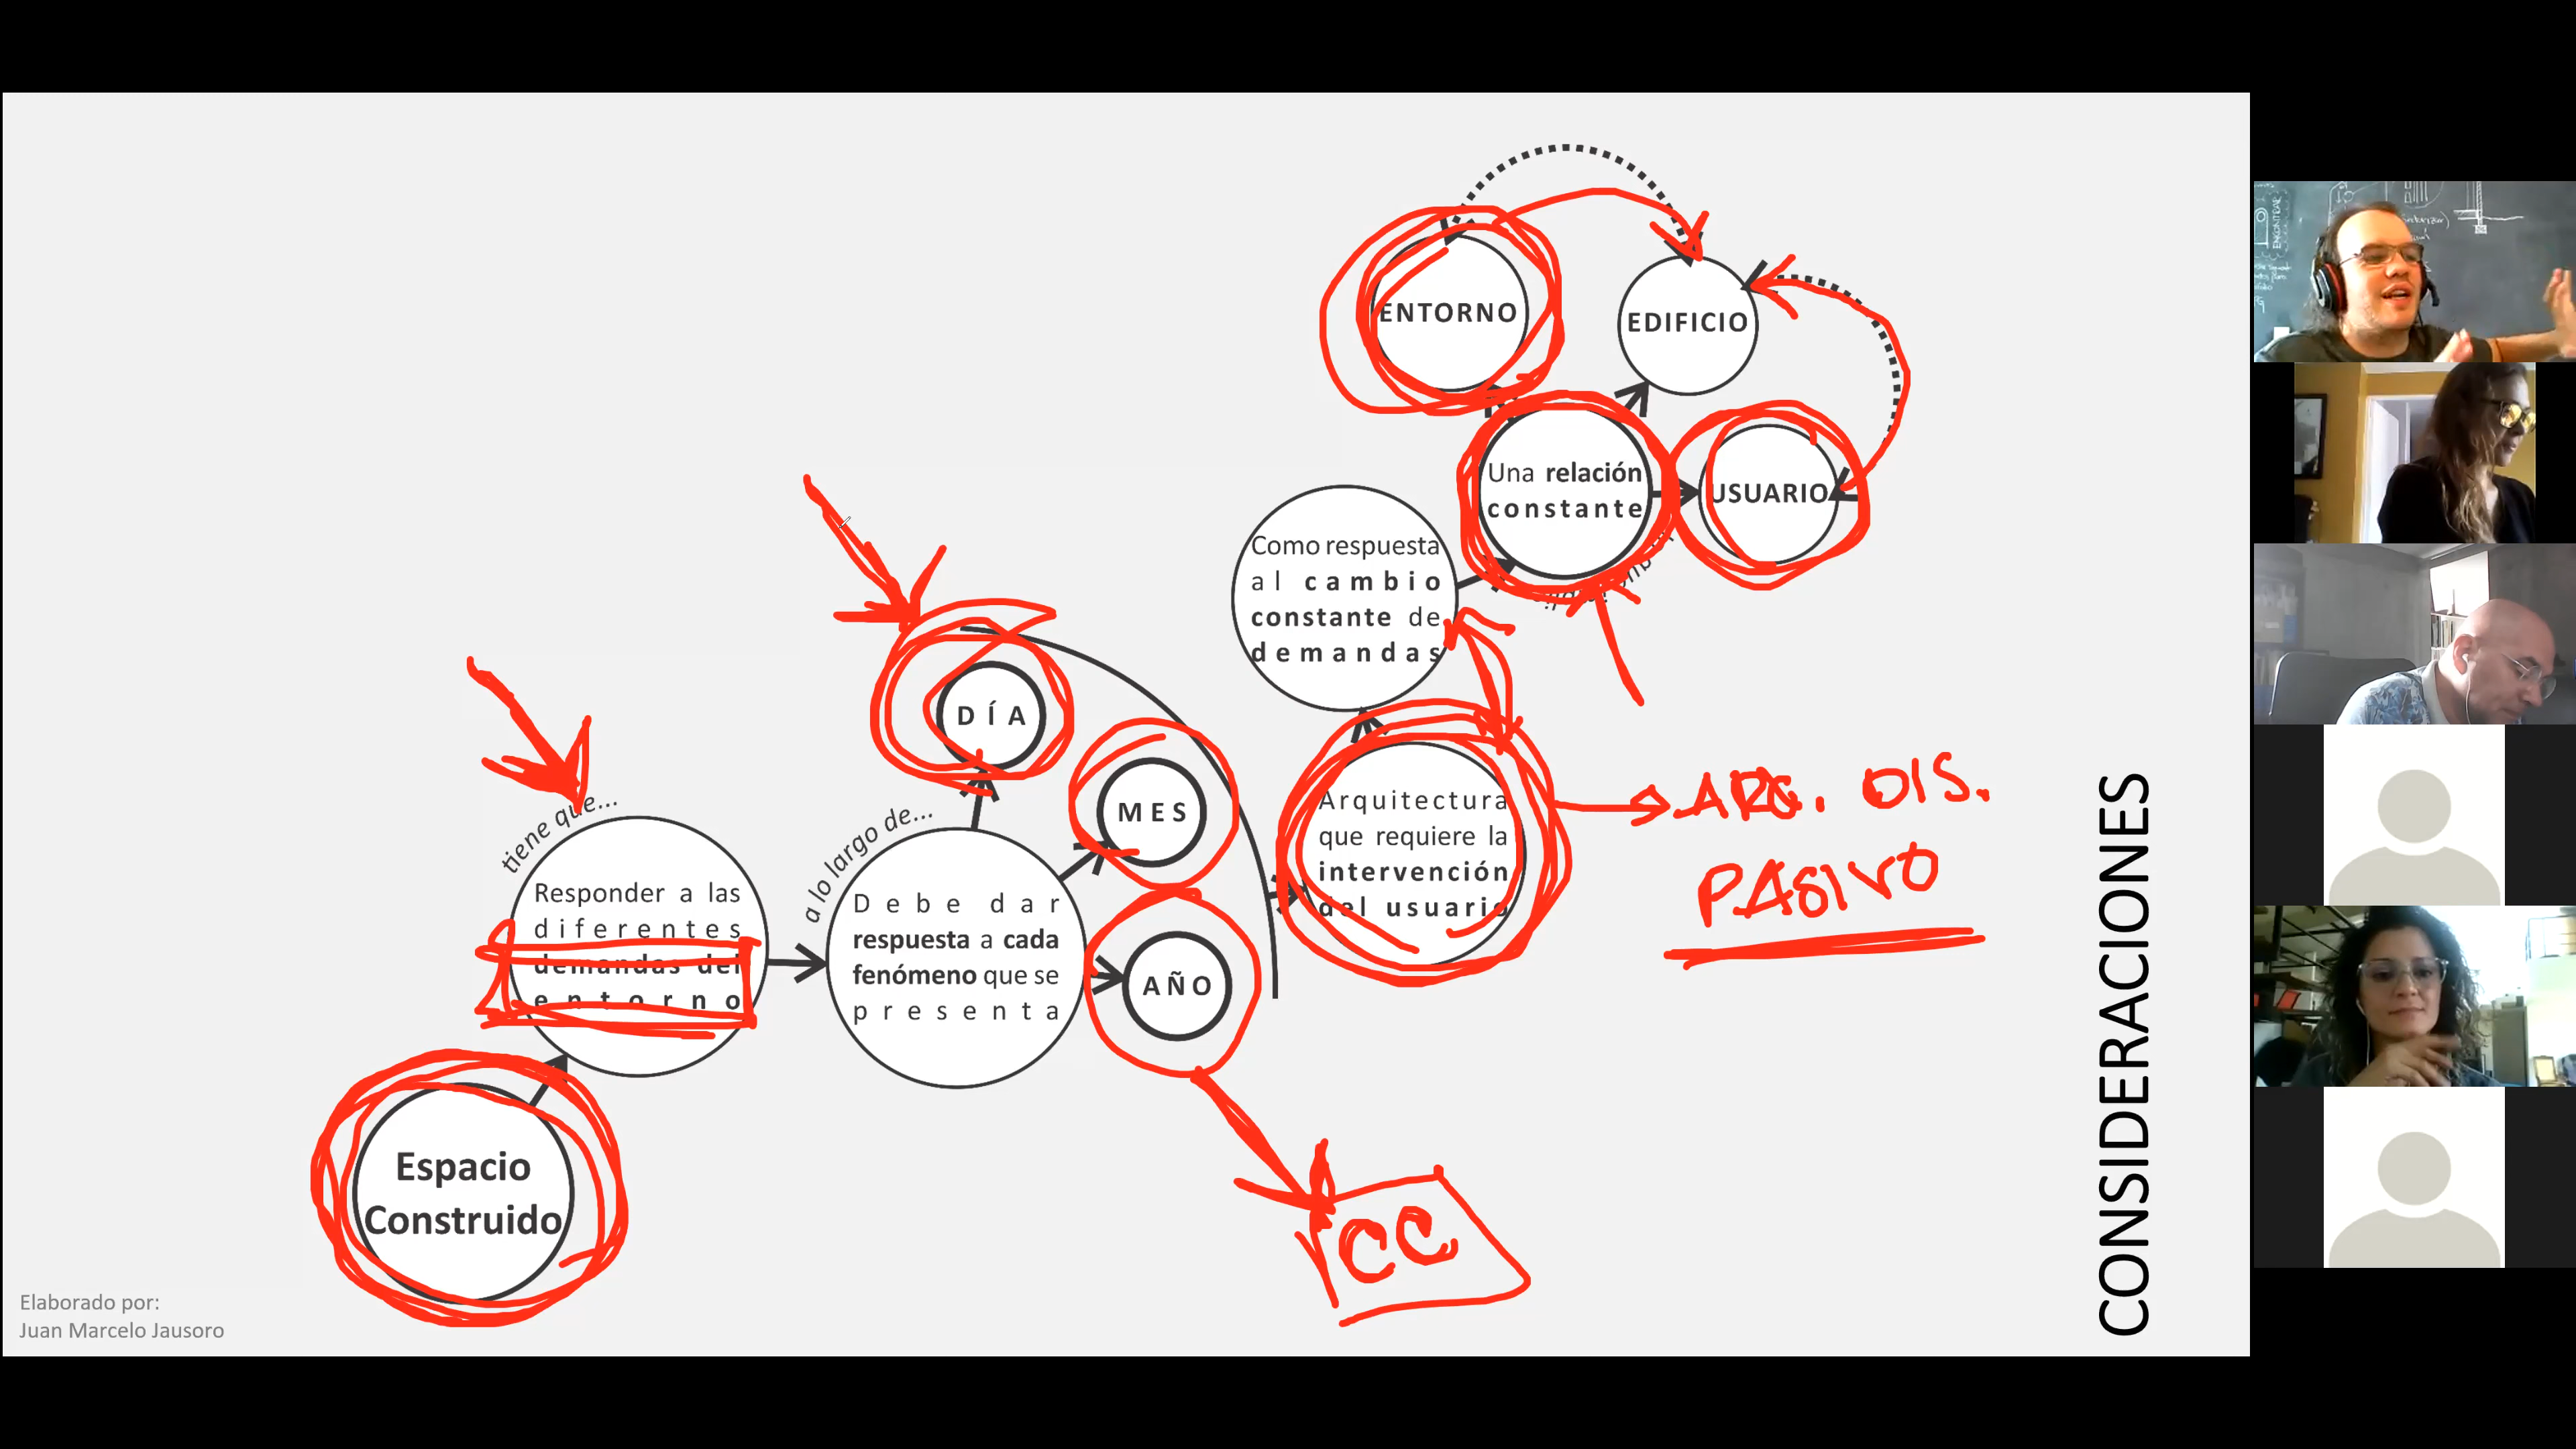 ENTORNO
EDIFICIO
Una relación
constante
USUARIO
Como respuesta
al cambio
constante de
demandas
DÍA
MES
AÑO
Arquitectura
que requiere la
intervención
del usuario
ARQ. DIS.
PASIVO
tiene que...
Responder a las
diferentes
demandas del
entorno
a lo largo de...
Debe dar
respuesta a cada
fenómeno que se
presenta
Espacio
Construido
CC
CONSIDERACIONES
Elaborado por:
Juan Marcelo Jausoro